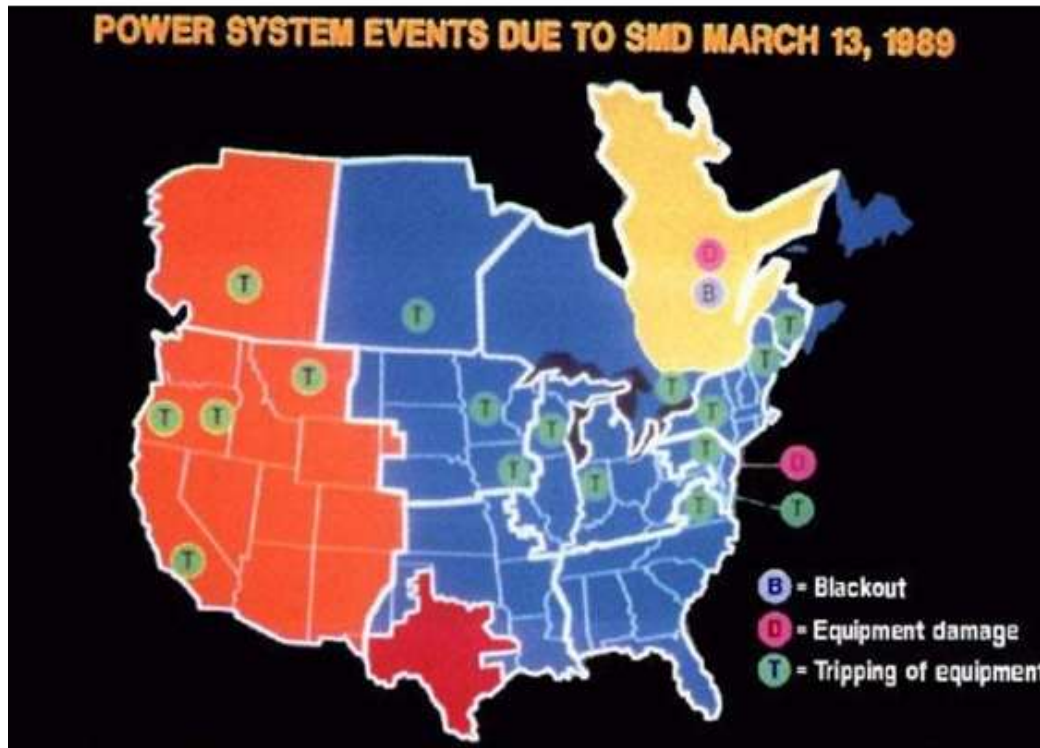 POWER SYSTEM EVENTS DUE TO SMD MARCH 13, 1989
D
B
T
T
T
T
T
T
T
T
T
T
T
T
T
T
D
T
T
T
T
B = Blackout
D = Equipment damage
T = Tripping of equipment